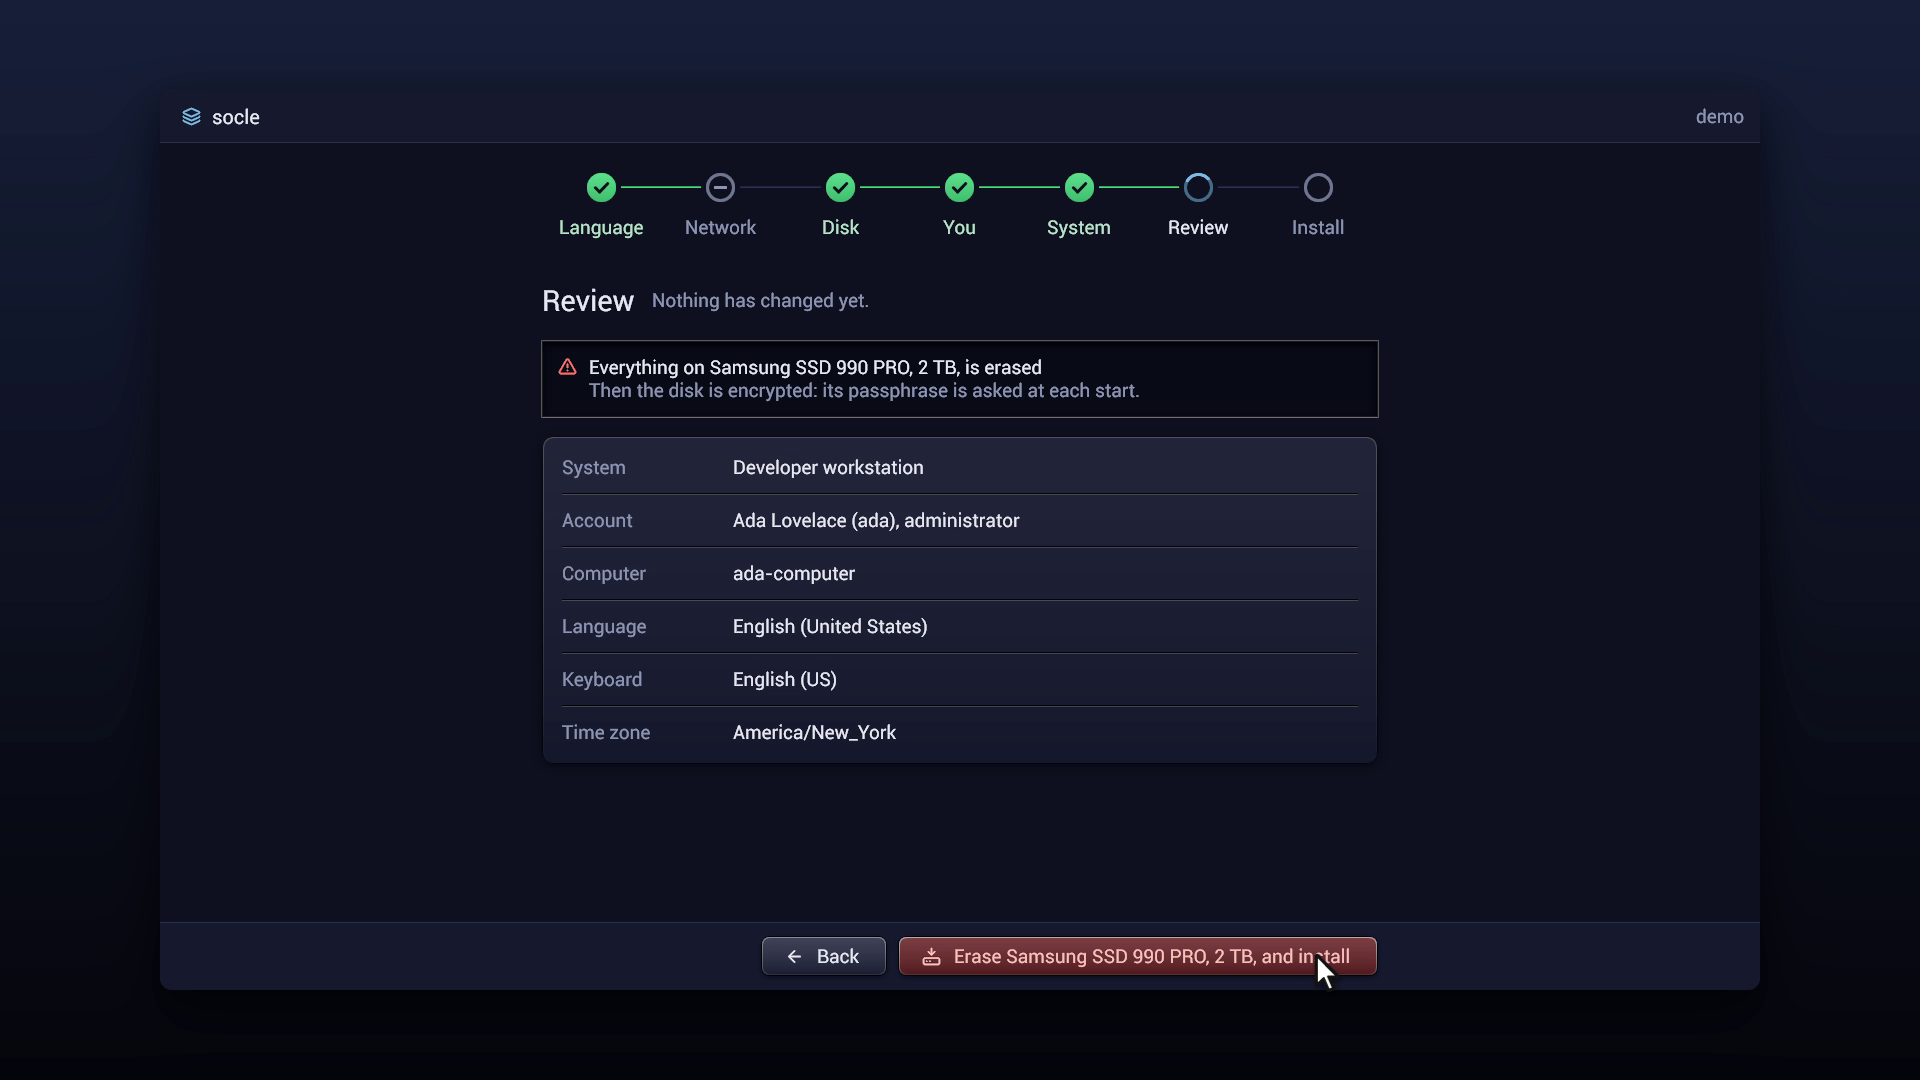 socle
demo
Language
Network
Disk
You
System
Review
Install
Review Nothing has changed yet.
Everything on Samsung SSD 990 PRO, 2 TB, is erased
Then the disk is encrypted: its passphrase is asked at each start.
System Developer workstation
Account Ada Lovelace (ada), administrator
Computer ada-computer
Language English (United States)
Keyboard English (US)
Time zone America/New_York
Back
Erase Samsung SSD 990 PRO, 2 TB, and install